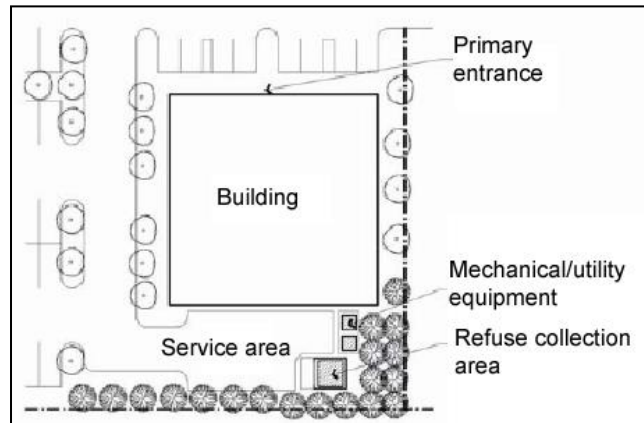 Primary
entrance
Building
Mechanical/utility
equipment
Service area
Refuse collection
area